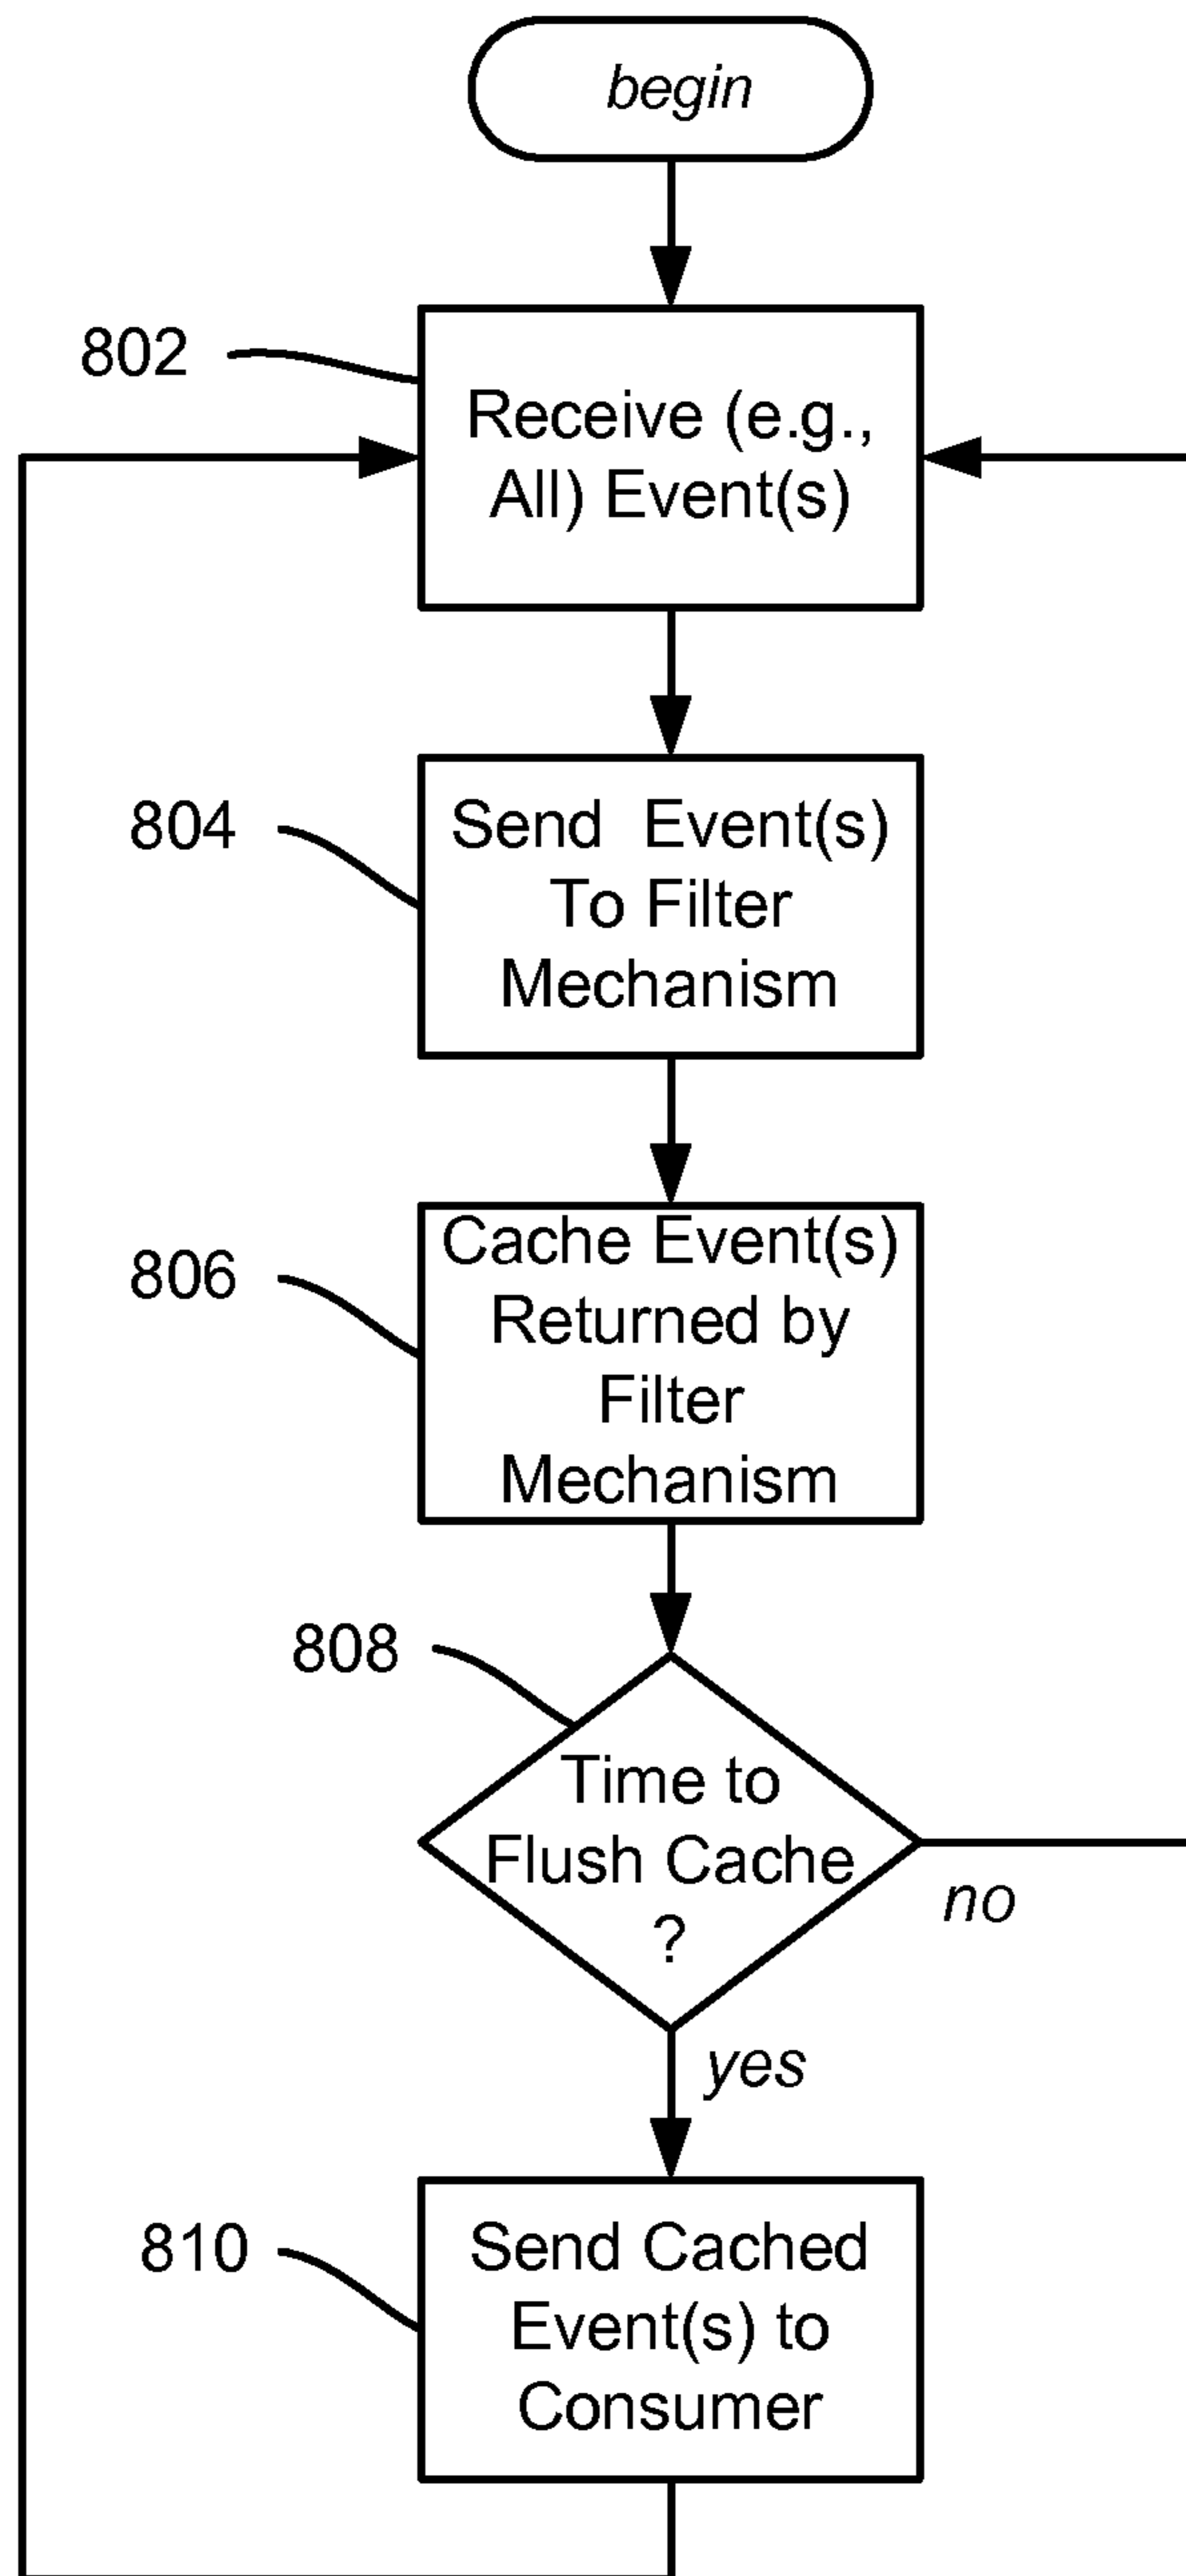 begin
802
Receive (e.g.,
All) Event(s)
804
Send Event(s)
To Filter
Mechanism
806
Cache Event(s)
Returned by
Filter
Mechanism
808
Time to
Flush Cache
?
no
yes
810
Send Cached
Event(s) to
Consumer